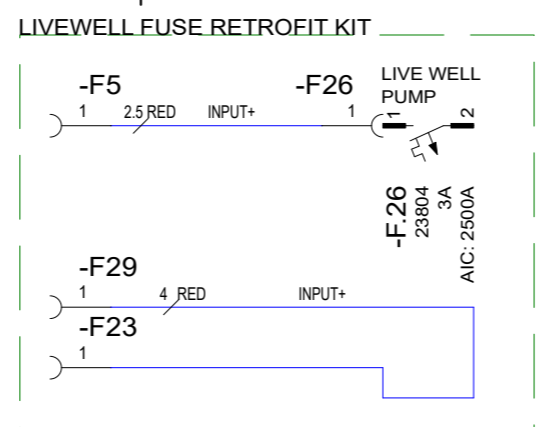 LIVEWELL FUSE RETROFIT KIT
-F5
-F26
LIVE WELL
PUMP
1
2.5 RED
INPUT+
1
1
2
-F.26
23804
3A
AIC: 2500A
-F29
1
4 RED
INPUT+
-F23
1